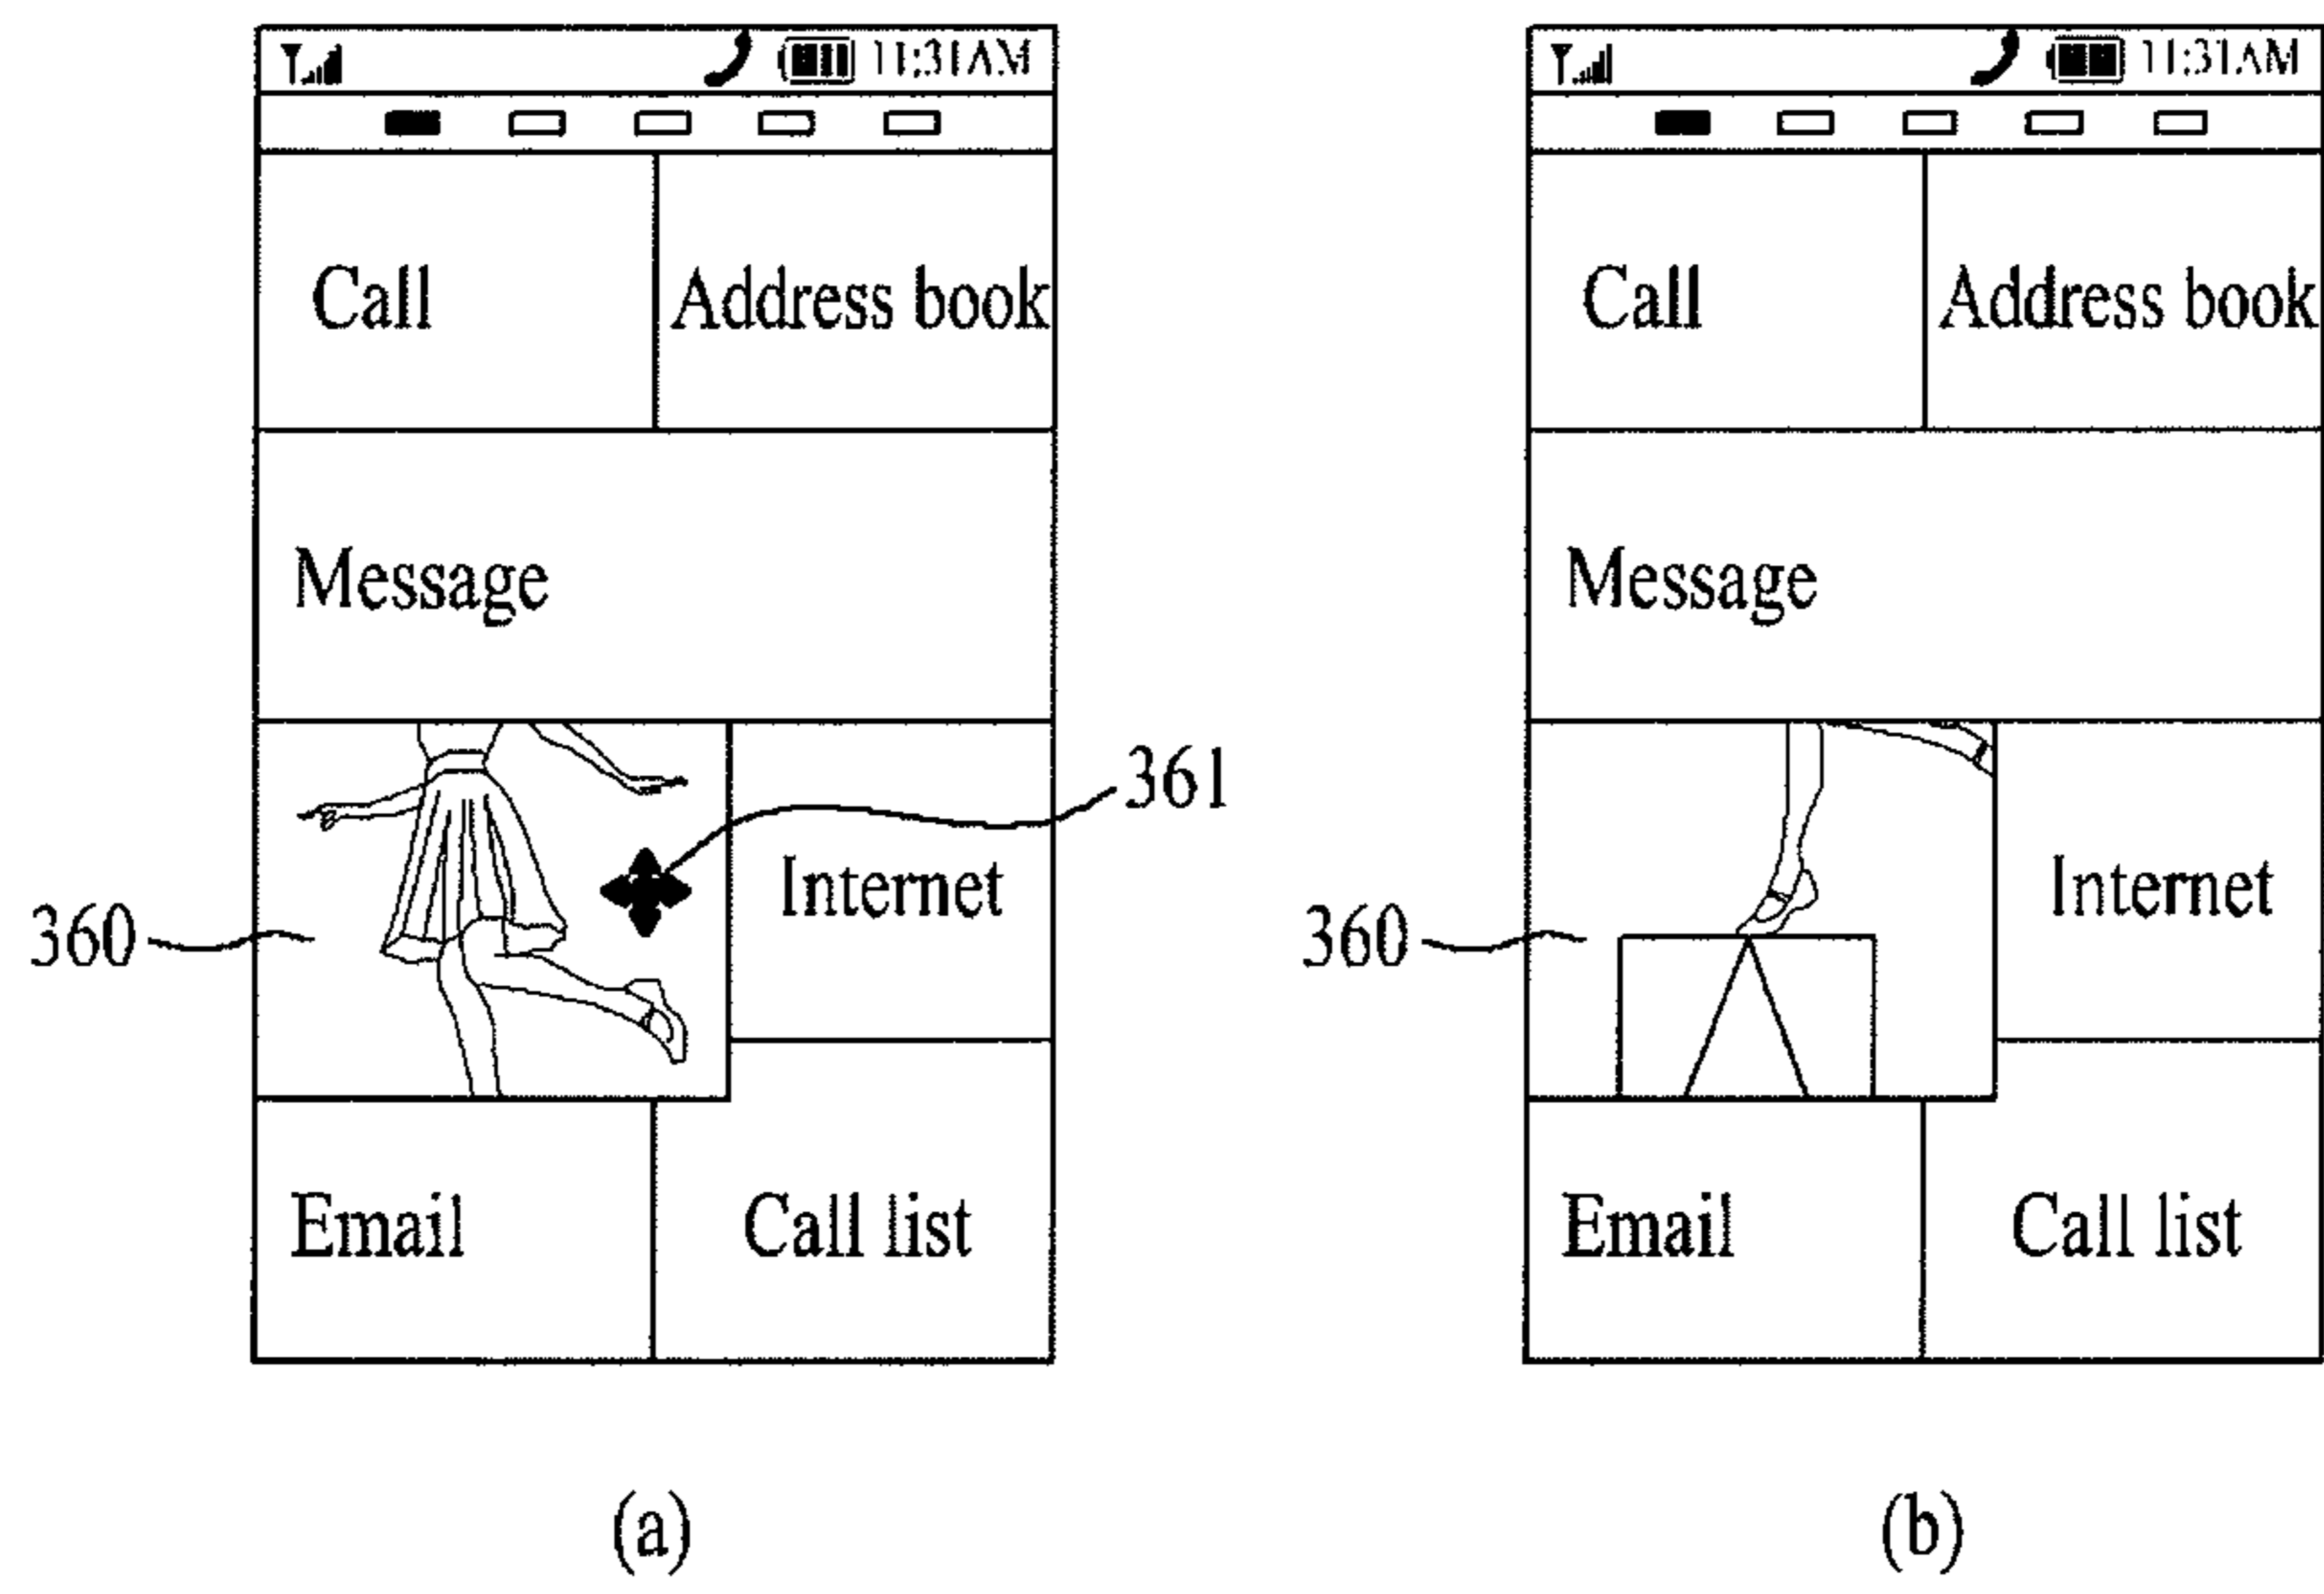 11:31AM
Call
Address book
Message
361
Internet
360
Email
Call list
(a)
11:31AM
Call
Address book
Message
Internet
360
Email
Call list
(b)